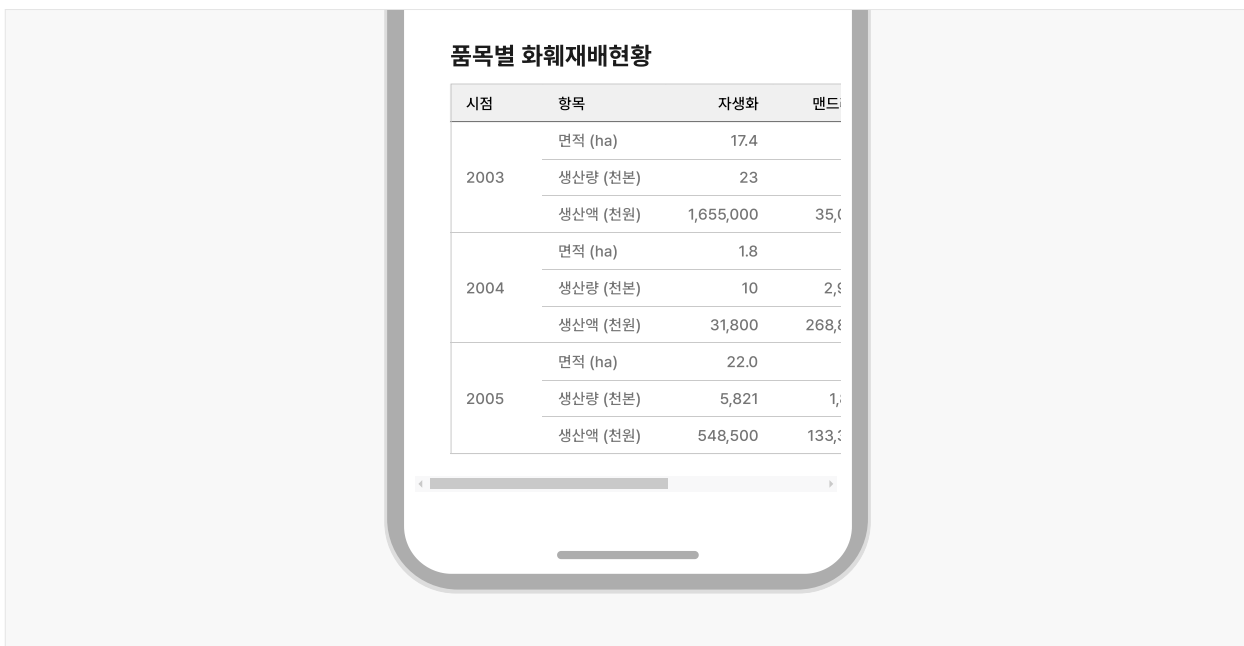 품목별 화훼재배현황
시점 항목 자생화
면적 (ha) 17.4
2003 생산량 (천본) 23
생산액 (천원) 1,655,000
면적 (ha) 1.8
2004 생산량 (천본) 10
생산액 (천원) 31,800
면적 (ha) 22.0
2005 생산량 (천본) 5,821
생산액 (천원) 548,500